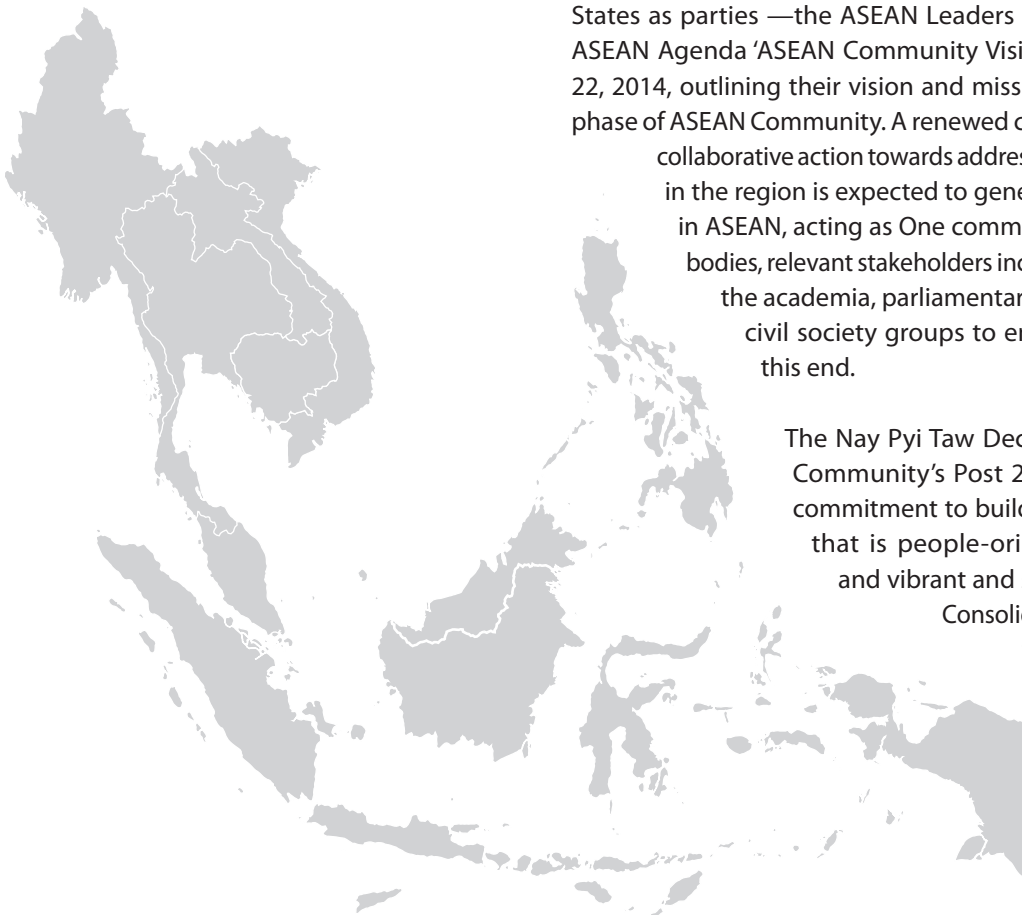 States as parties —the ASEAN Leaders
ASEAN Agenda ‘ASEAN Community Visi
22, 2014, outlining their vision and miss
phase of ASEAN Community. A renewed c
collaborative action towards addres
in the region is expected to gene
in ASEAN, acting as One comm
bodies, relevant stakeholders inc
the academia, parliamentar
civil society groups to e
this end.
The Nay Pyi Taw Dec
Community’s Post 2
commitment to build
that is people-ori
and vibrant and
Consoli